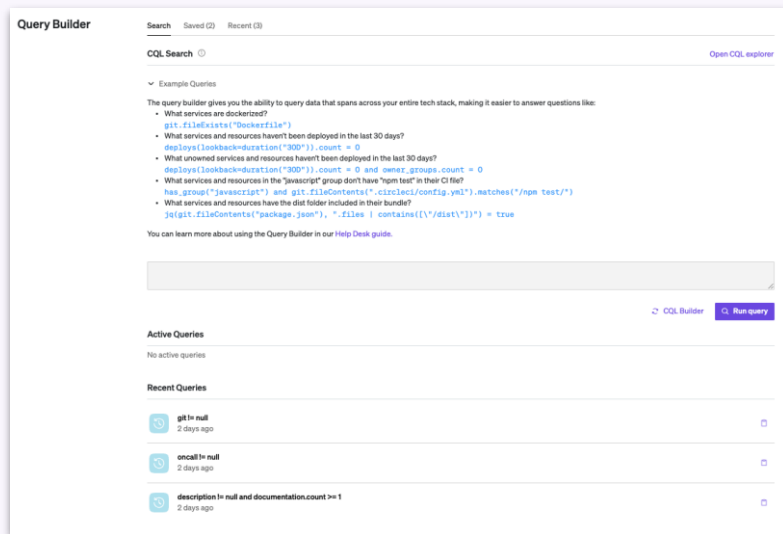 Query Builder
Search Saved (2) Recent (3)
CQL Search
Open CQL explorer
Example Queries
The query builder gives you the ability to query data that spans across your entire tech stack, making it easier to answer questions like:
• What services are dockerized?
git.fileExists("Dockerfile")
• What services and resources haven't been deployed in the last 30 days?
deploys(lookback=duration("30D")).count = 0
• What unowned services and resources haven't been deployed in the last 30 days?
deploys(lookback=duration("30D")).count = 0 and owner_groups.count = 0
• What services and resources in the "javascript" group don't have "npm test" in their CI file?
has_group("javascript") and git.fileContents(".circleci/config.yml").matches("/npm test/")
• What services and resources have the dist folder included in their bundle?
jq(git.fileContents("package.json"), ".files | contains([\"/dist\"])") = true
You can learn more about using the Query Builder in our Help Desk guide.
CQL Builder
Run query
Active Queries
No active queries
Recent Queries
git != null
2 days ago
oncall != null
2 days ago
description != null and documentation.count >= 1
2 days ago